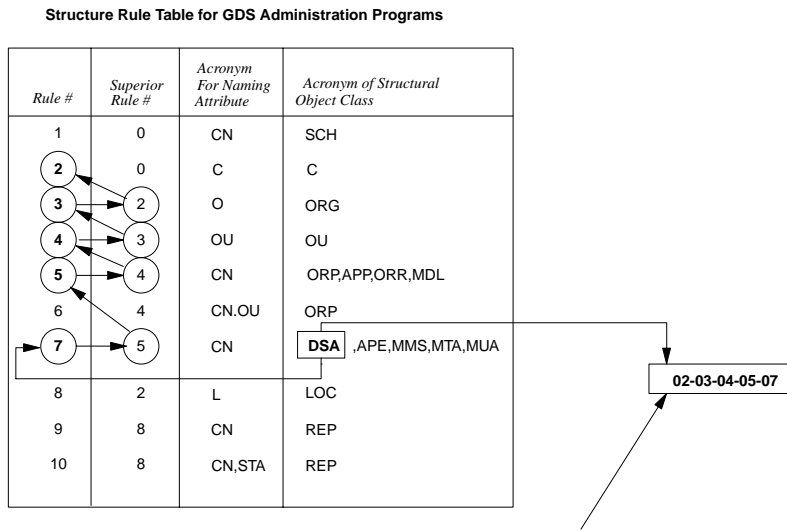 Structure Rule Table for GDS Administration Programs
Rule # Superior Rule # Acronym For Naming Attribute Acronym of Structural Object Class
1 0 CN SCH
2 0 C C
3 2 O ORG
4 3 OU OU
5 4 CN ORP,APP,ORR,MDL
6 4 CN.OU ORP
7 5 CN DSA ,APE,MMS,MTA,MUA
02-03-04-05-07
8 2 L LOC
9 8 CN REP
10 8 CN,STA REP